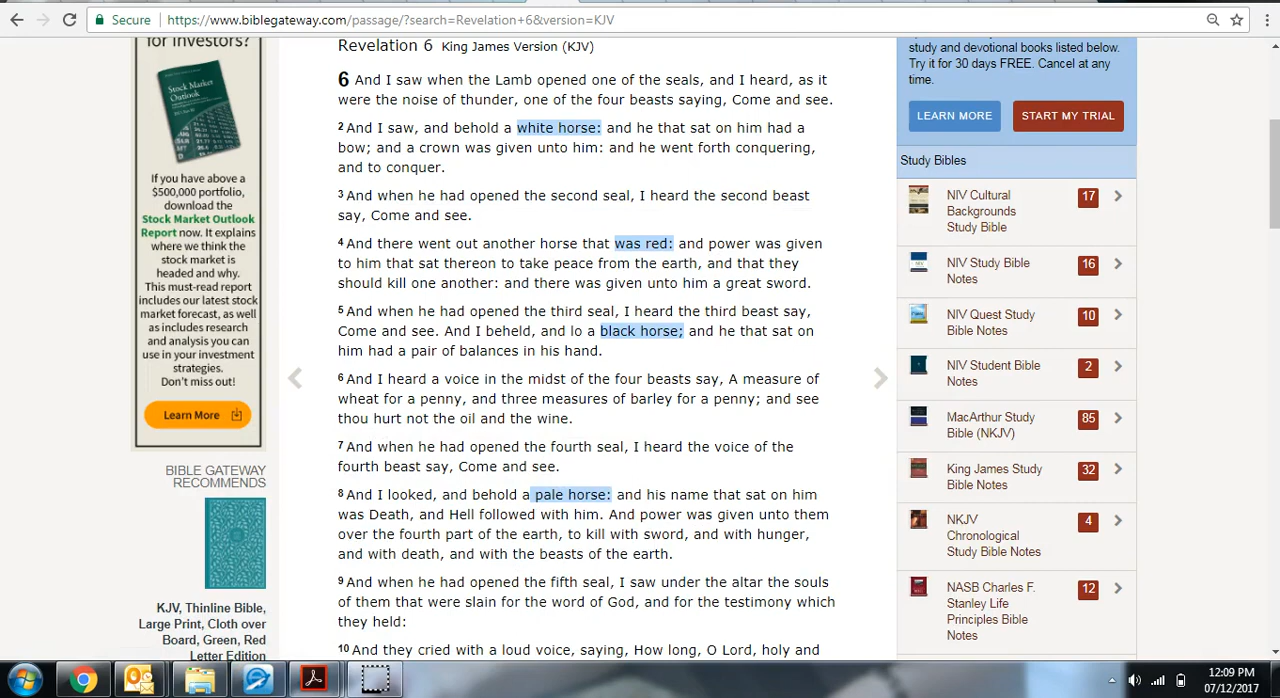 Secure
https://www.biblegateway.com/passage/?search=Revelation+6&version=KJV
for Investors?
Stock Market
Outlook
If you have above a
$500,000 portfolio,
download the
Stock Market Outlook
Report now. It explains
where we think the
stock market is
headed and why.
This must-read report
includes our latest stock
market forecast, as well
as includes research
and analysis you can
use in your investment
strategies.
Don't miss out!
Learn More
BIBLE GATEWAY
RECOMMENDS
KJV, Thinline Bible,
Large Print, Cloth over
Board, Green, Red
Letter Edition
Revelation 6 King James Version (KJV)
6 And I saw when the Lamb opened one of the seals, and I heard, as it
were the noise of thunder, one of the four beasts saying, Come and see.
2 And I saw, and behold a white horse: and he that sat on him had a
bow; and a crown was given unto him: and he went forth conquering,
and to conquer.
3 And when he had opened the second seal, I heard the second beast
say, Come and see.
4 And there went out another horse that was red: and power was given
to him that sat thereon to take peace from the earth, and that they
should kill one another: and there was given unto him a great sword.
5 And when he had opened the third seal, I heard the third beast say,
Come and see. And I beheld, and lo a black horse; and he that sat on
him had a pair of balances in his hand.
6 And I heard a voice in the midst of the four beasts say, A measure of
wheat for a penny, and three measures of barley for a penny; and see
thou hurt not the oil and the wine.
7 And when he had opened the fourth seal, I heard the voice of the
fourth beast say, Come and see.
8 And I looked, and behold a pale horse: and his name that sat on him
was Death, and Hell followed with him. And power was given unto them
over the fourth part of the earth, to kill with sword, and with hunger,
and with death, and with the beasts of the earth.
9 And when he had opened the fifth seal, I saw under the altar the souls
of them that were slain for the word of God, and for the testimony which
they held:
10 And they cried with a loud voice, saying, How long, O Lord, holy and
study and devotional books listed below.
Try it for 30 days FREE. Cancel at any
time.
LEARN MORE
START MY TRIAL
Study Bibles
NIV Cultural
Backgrounds
Study Bible
17
NIV Study Bible
Notes
16
NIV Quest Study
Bible Notes
10
NIV Student Bible
Notes
2
MacArthur Study
Bible (NKJV)
85
King James Study
Bible Notes
32
NKJV
Chronological
Study Bible Notes
4
NASB Charles F.
Stanley Life
Principles Bible
Notes
12
12:09 PM
07/12/2017